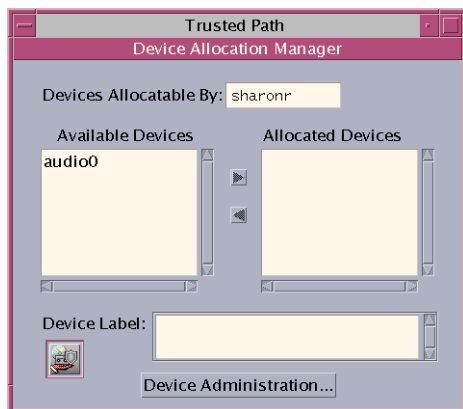 Trusted Path
Device Allocation Manager
Devices Allocatable By: sharonr
Available Devices
Allocated Devices
audio0
Device Label:
Device Administration...